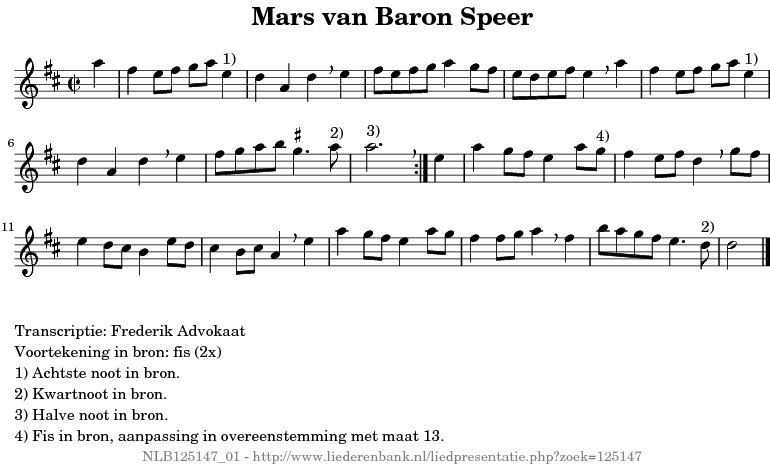 Mars van Baron Speer
1)
1)
6
2)
3)
4)
11
2)
Transcriptie: Frederik Advokaat
Voortekening in bron: fis (2x)
1) Achtste noot in bron.
2) Kwartnoot in bron.
3) Halve noot in bron.
4) Fis in bron, aanpassing in overeenstemming met maat 13.
NLB125147_01 - http://www.liederenbank.nl/liedpresentatie.php?zoek=125147